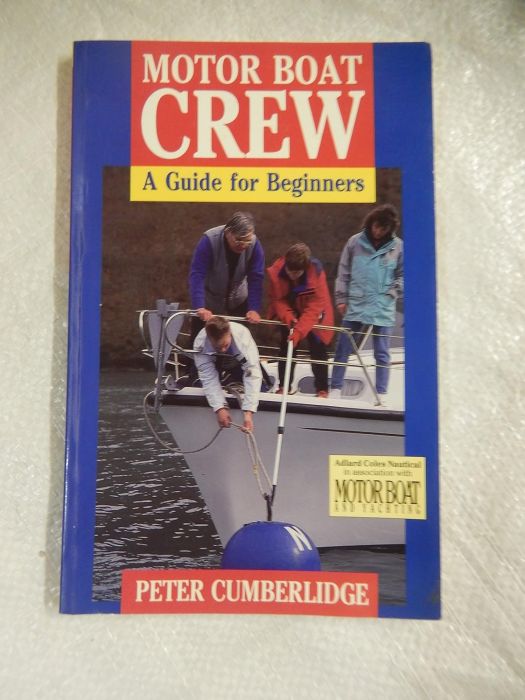 MOTOR BOAT
CREW
A Guide for Beginners
Adlard Coles Nautical
in association with
MOTOR BOAT
AND YACHTING
N
PETER CUMBERLIDGE